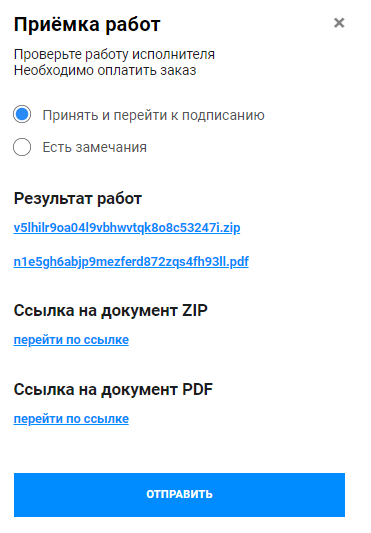 Приёмка работ
Проверьте работу исполнителя
Необходимо оплатить заказ
Принять и перейти к подписанию
Есть замечания
Результат работ
v5lhilr9oa04l9vbhwvtqk8o8c53247i.zip
n1e5gh6abjp9mezferd872zqs4fh93ll.pdf
Ссылка на документ ZIP
перейти по ссылке
Ссылка на документ PDF
перейти по ссылке
ОТПРАВИТЬ